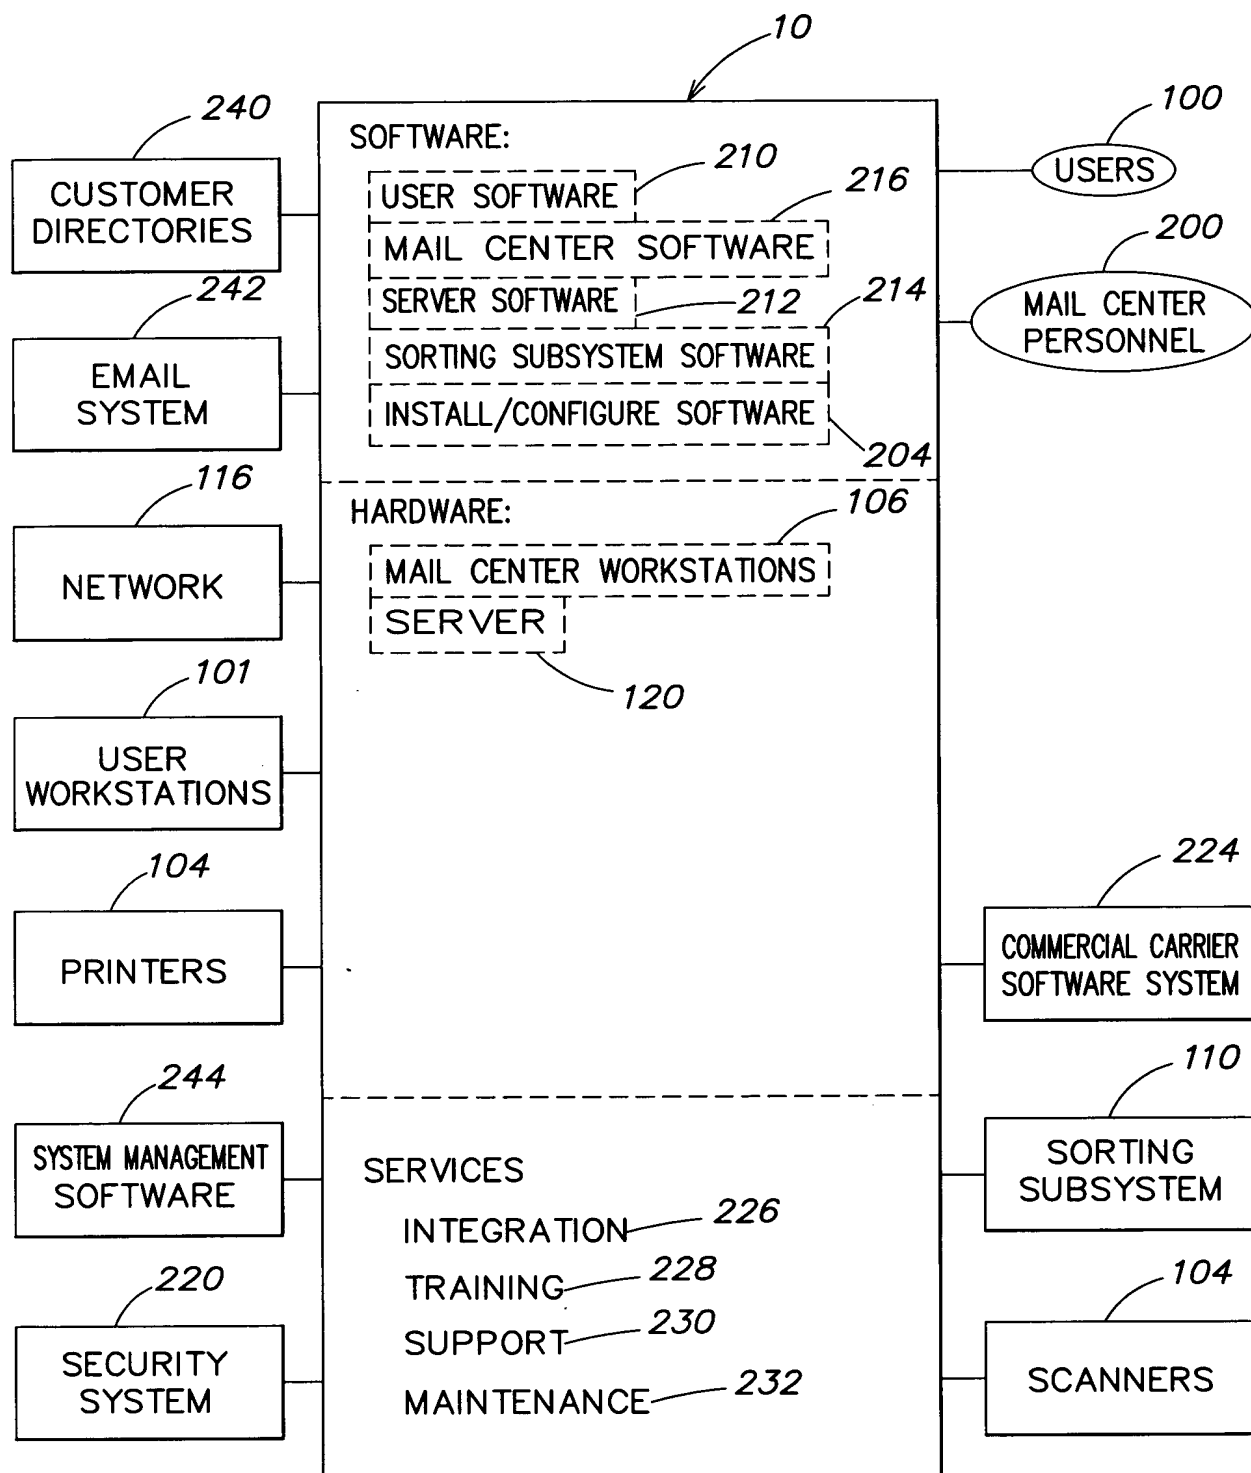 10
240
CUSTOMER
DIRECTORIES
242
EMAIL
SYSTEM
116
NETWORK
101
USER
WORKSTATIONS
104
PRINTERS
244
SYSTEM MANAGEMENT
SOFTWARE
220
SECURITY
SYSTEM
SOFTWARE:
210
USER SOFTWARE
216
MAIL CENTER SOFTWARE
SERVER SOFTWARE
212
214
SORTING SUBSYSTEM SOFTWARE
INSTALL/CONFIGURE SOFTWARE
204
HARDWARE:
106
MAIL CENTER WORKSTATIONS
SERVER
120
SERVICES
INTEGRATION 226
TRAINING 228
SUPPORT 230
MAINTENANCE 232
100
USERS
200
MAIL CENTER
PERSONNEL
224
COMMERCIAL CARRIER
SOFTWARE SYSTEM
110
SORTING
SUBSYSTEM
104
SCANNERS